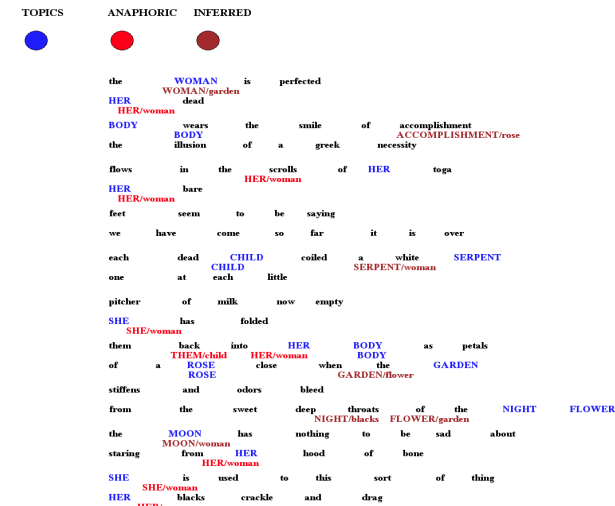 TOPICS ANAPHORIC INFERRED
the WOMAN is perfected
WOMAN/garden
HER dead
HER/woman
BODY wears the smile of accomplishment
BODY ACCOMPLISHMENT/rose
the illusion of a greek necessity
flows in the scrolls of HER toga
HER/woman
HER bare
HER/woman
feet seem to be saying
we have come so far it is over
each dead CHILD coiled a white SERPENT
CHILD SERPENT/woman
one at each little
pitcher of milk now empty
SHE has folded
SHE/woman
them back into HER BODY as petals
THEM/child HER/woman BODY
of a ROSE close when the GARDEN
ROSE GARDEN/flower
stiffens and odors bleed
from the sweet deep throats of the NIGHT FLOWER
NIGHT/blacks FLOWER/garden
the MOON has nothing to be sad about
MOON/woman
staring from HER hood of bone
HER/woman
SHE is used to this sort of thing
SHE/woman
HER blacks crackle and drag